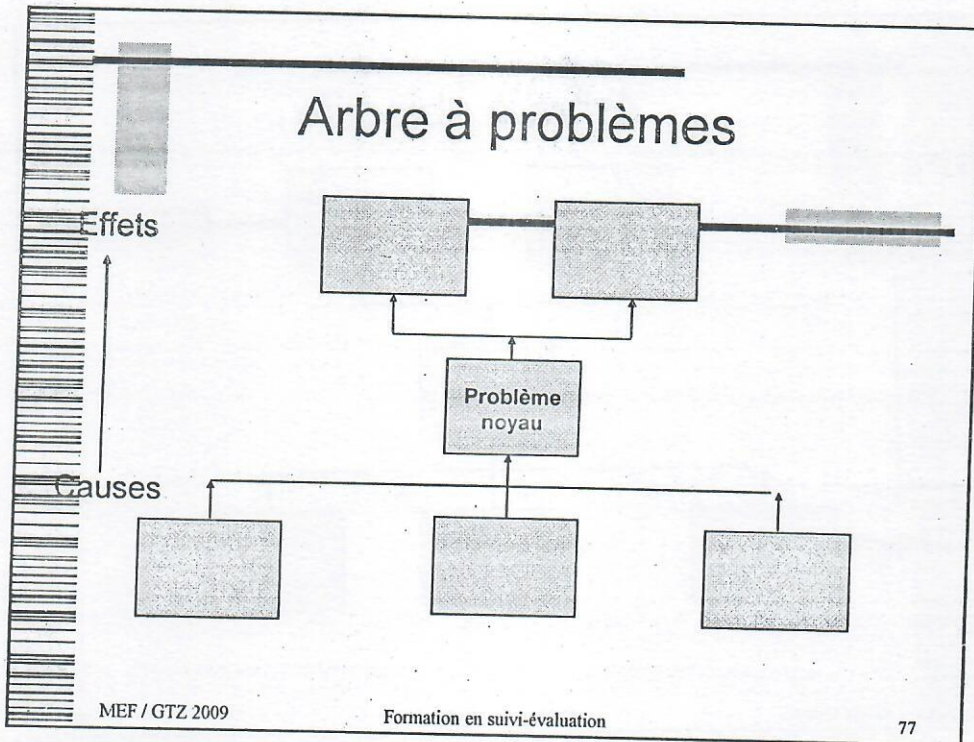 Arbre à problèmes
Effets
Problème
noyau
Causes
MEF / GTZ 2009
Formation en suivi-évaluation
77